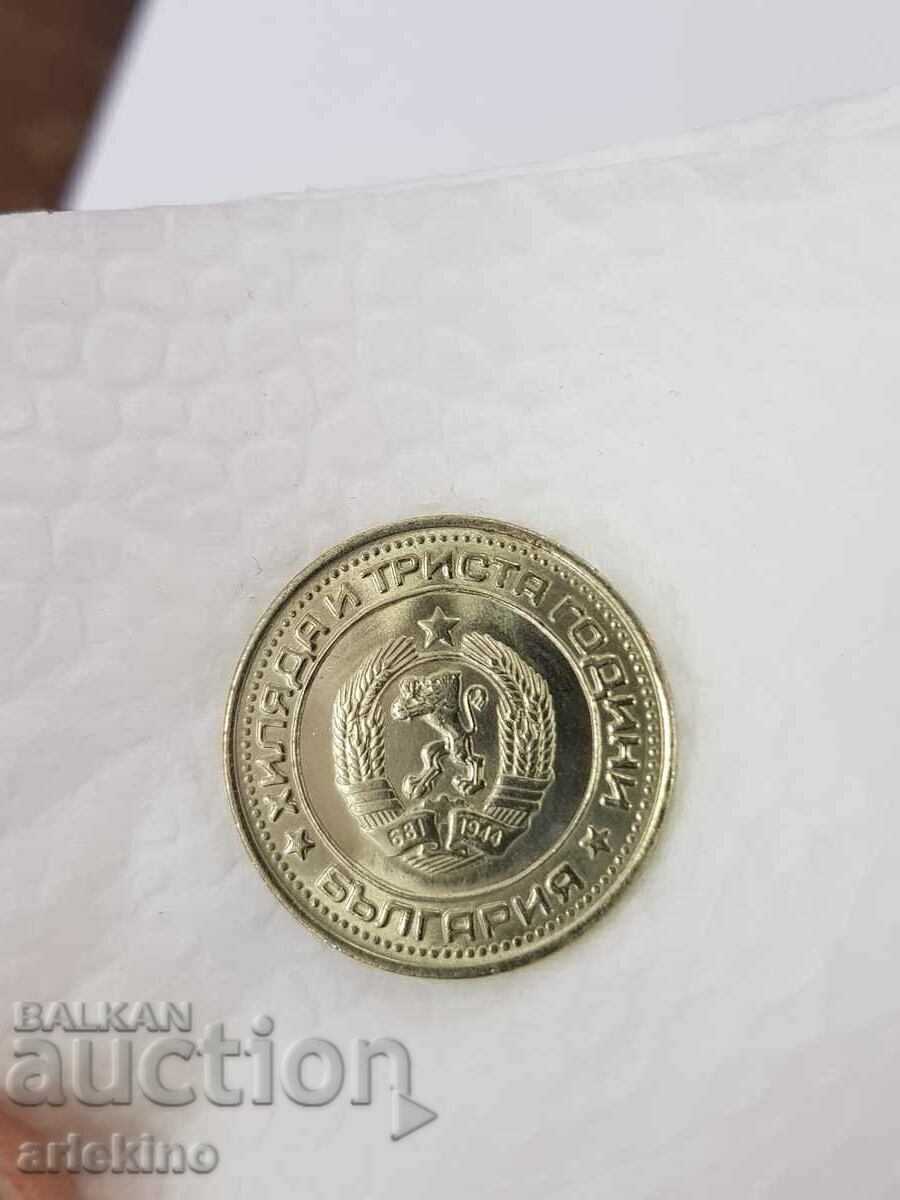 ХИЛЯДА И ТРИСТА ГОДИНИ
681 1944
БЪЛГАРИЯ
BALKAN
auction
arlekino